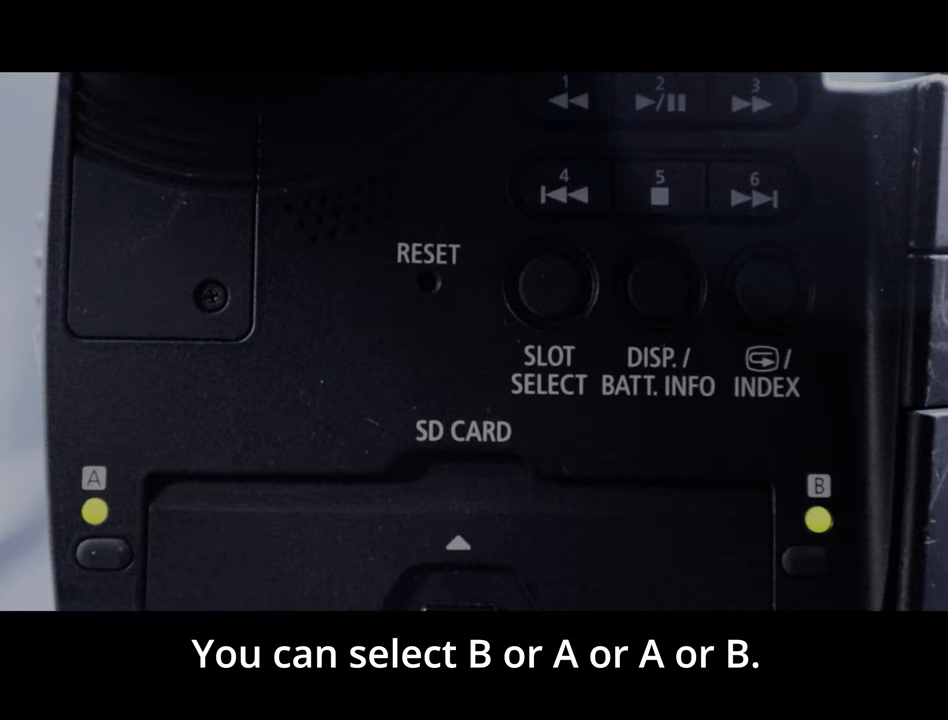 1 2 3
4 5 6
RESET
SLOT SELECT
DISP. / BATT. INFO
/ INDEX
SD CARD
A
B
You can select B or A or A or B.